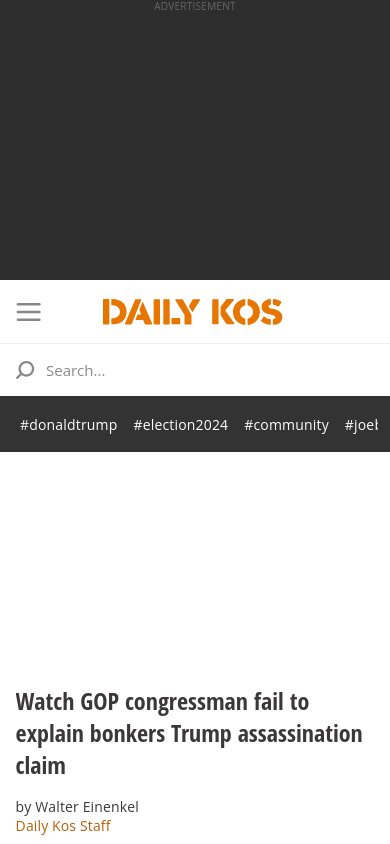 ADVERTISEMENT
DAILY KOS
Search...
#donaldtrump #election2024 #community #joeb
Watch GOP congressman fail to
explain bonkers Trump assassination
claim
by Walter Einenkel
Daily Kos Staff